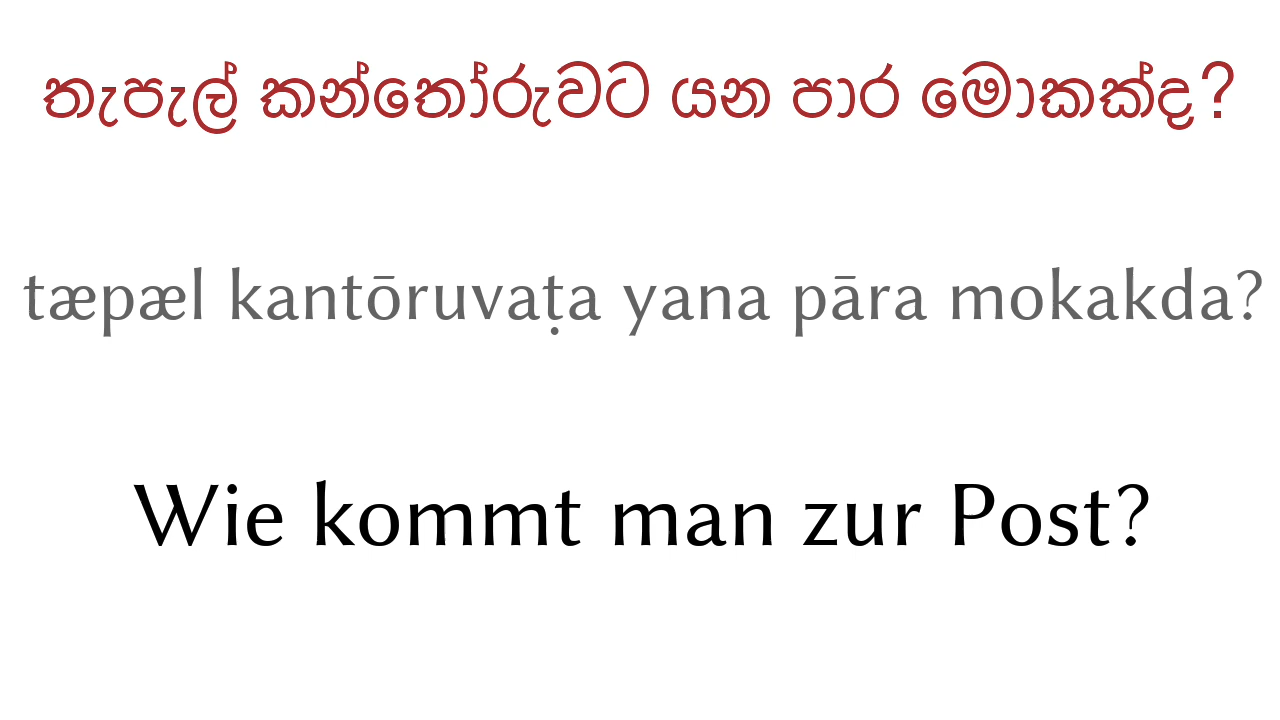 තැපැල් කන්තෝරුවට යන පාර මොකක්ද?
tæpæl kantōruvaṭa yana pāra mokakda?
Wie kommt man zur Post?